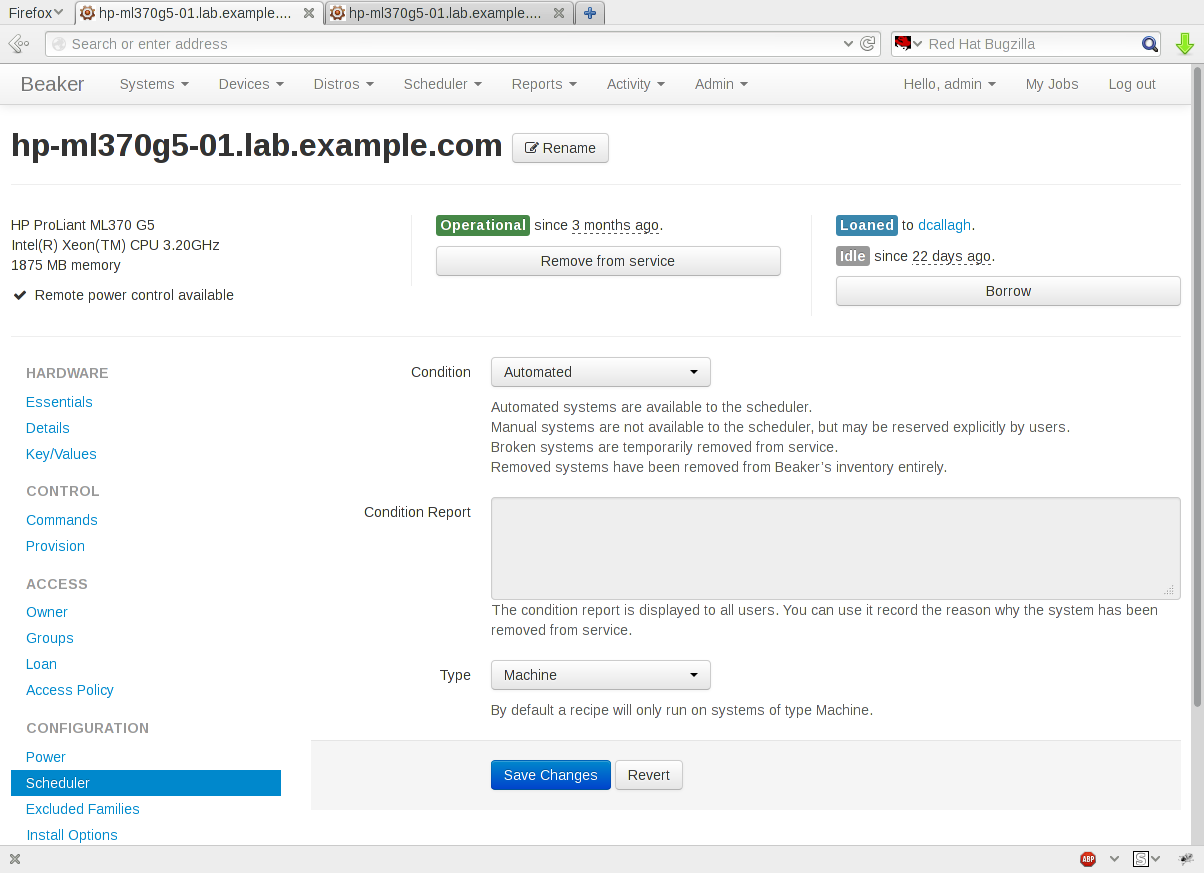 Firefox
hp-ml370g5-01.lab.example.... hp-ml370g5-01.lab.example....
Search or enter address Red Hat Bugzilla
Beaker Systems Devices Distros Scheduler Reports Activity Admin Hello, admin My Jobs Log out
hp-ml370g5-01.lab.example.com Rename
HP ProLiant ML370 G5
Intel(R) Xeon(TM) CPU 3.20GHz
1875 MB memory
Remote power control available
Operational since 3 months ago.
Remove from service
Loaned to dcallagh.
Idle since 22 days ago.
Borrow
HARDWARE
Essentials
Details
Key/Values
CONTROL
Commands
Provision
ACCESS
Owner
Groups
Loan
Access Policy
CONFIGURATION
Power
Scheduler
Excluded Families
Install Options
Condition Automated
Automated systems are available to the scheduler.
Manual systems are not available to the scheduler, but may be reserved explicitly by users.
Broken systems are temporarily removed from service.
Removed systems have been removed from Beaker’s inventory entirely.
Condition Report
The condition report is displayed to all users. You can use it record the reason why the system has been
removed from service.
Type Machine
By default a recipe will only run on systems of type Machine.
Save Changes Revert
ABP S